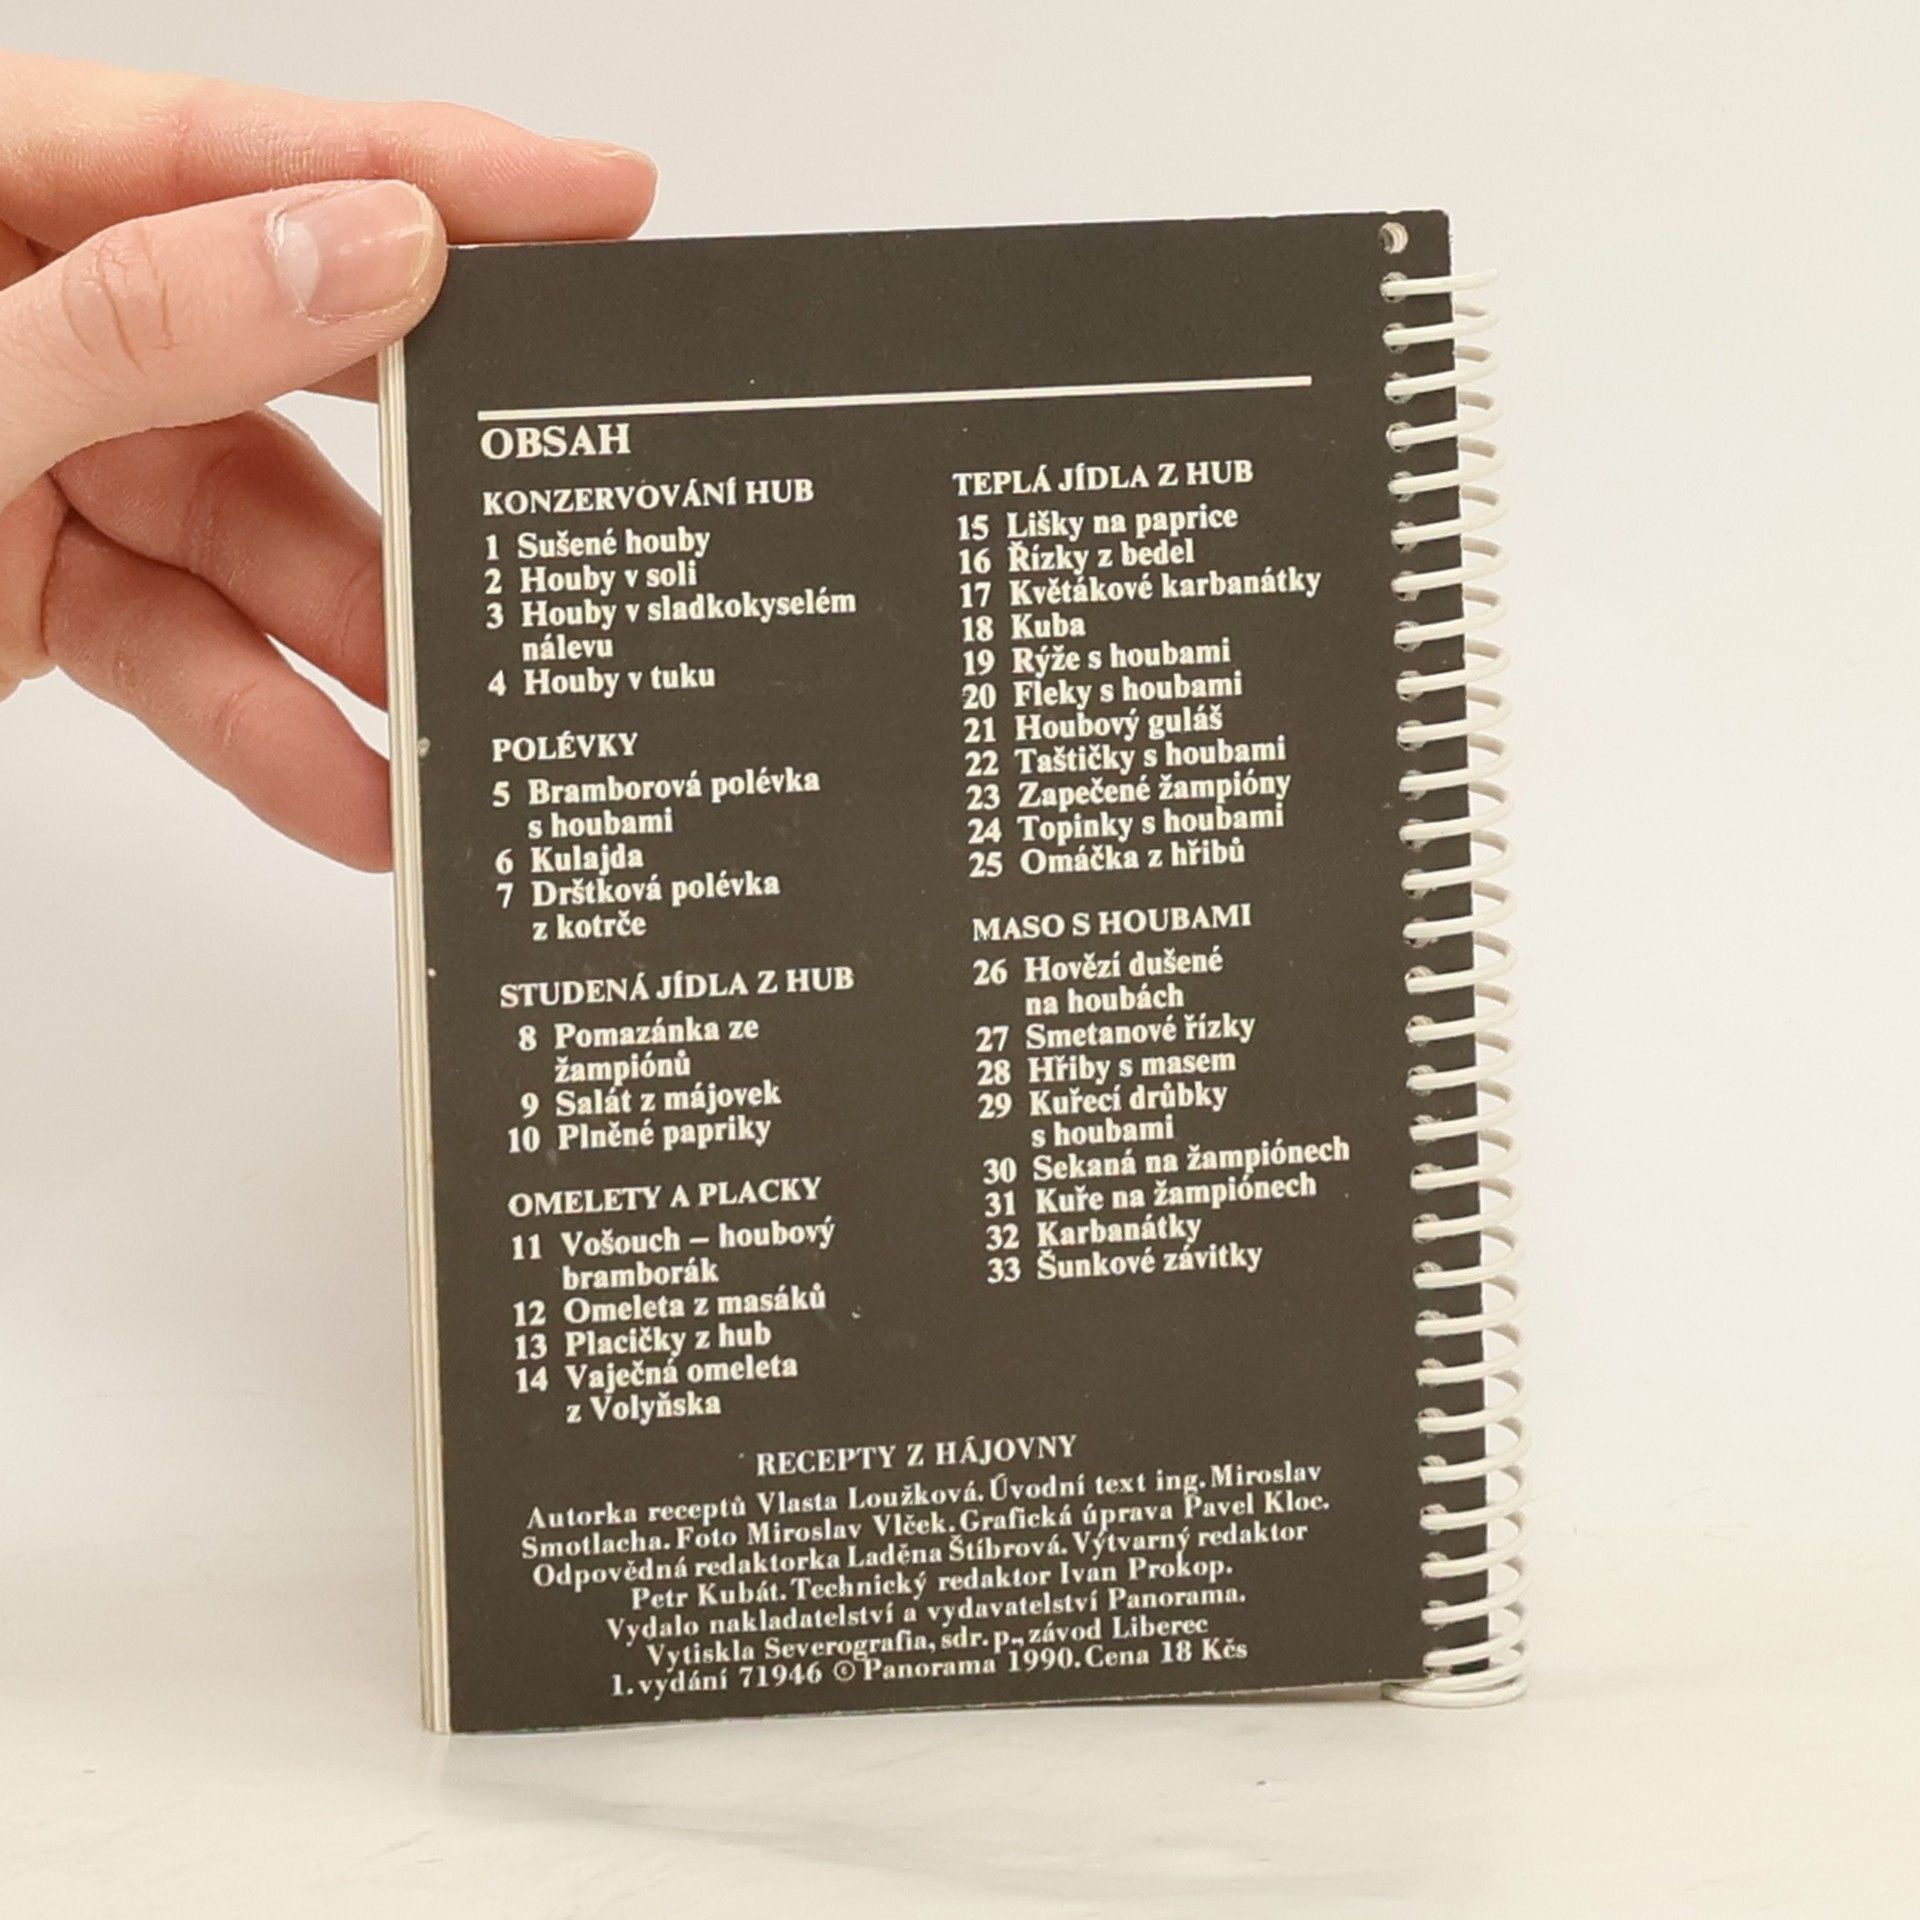 OBSAH
KONZERVOVÁNÍ HUB
1 Sušené houby
2 Houby v soli
3 Houby v sladkokyselém
nálevu
4 Houby v tuku
POLÉVKY
5 Bramborová polévka
s houbami
6 Kulajda
7 Drštková polévka
z kotrče
STUDENÁ JÍDLA Z HUB
8 Pomazánka ze
žampiónů
9 Salát z májovek
10 Plněné papriky
OMELETY A PLACKY
11 Vošouch – houbový
bramborák
12 Omeleta z masáků
13 Placičky z hub
14 Vaječná omeleta
z Volyňska
TEPLÁ JÍDLA Z HUB
15 Lišky na paprice
16 Řízky z bedel
17 Květákové karbanátky
18 Kuba
19 Rýže s houbami
20 Fleky s houbami
21 Houbový guláš
22 Taštičky s houbami
23 Zapečené žampióny
24 Topinky s houbami
25 Omáčka z hřibů
MASO S HOUBAMI
26 Hovězí dušené
na houbách
27 Smetanové řízky
28 Hřiby s masem
29 Kuřecí drůbky
s houbami
30 Sekaná na žampiónech
31 Kuře na žampiónech
32 Karbanátky
33 Šunkové závitky
RECEPTY Z HÁJOVNY
Autorka receptů Vlasta Loužková. Úvodní text ing. Miroslav
Smotlacha. Foto Miroslav Vlček. Grafická úprava Pavel Kloc.
Odpovědná redaktorka Laděna Štíbrová. Výtvarný redaktor
Petr Kubát. Technický redaktor Ivan Prokop.
Vydalo nakladatelství a vydavatelství Panorama.
Vytiskla Severografia, sdr. p., závod Liberec
1. vydání 71946 © Panorama 1990. Cena 18 Kčs